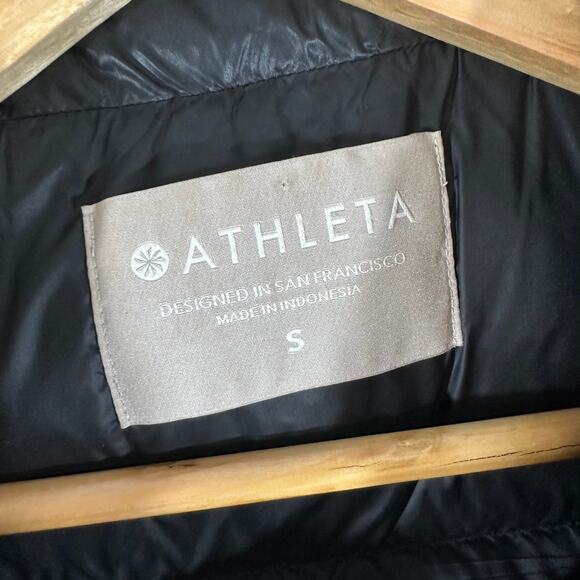 ATHLETA
DESIGNED IN SAN FRANCISCO
MADE IN INDONESIA
S